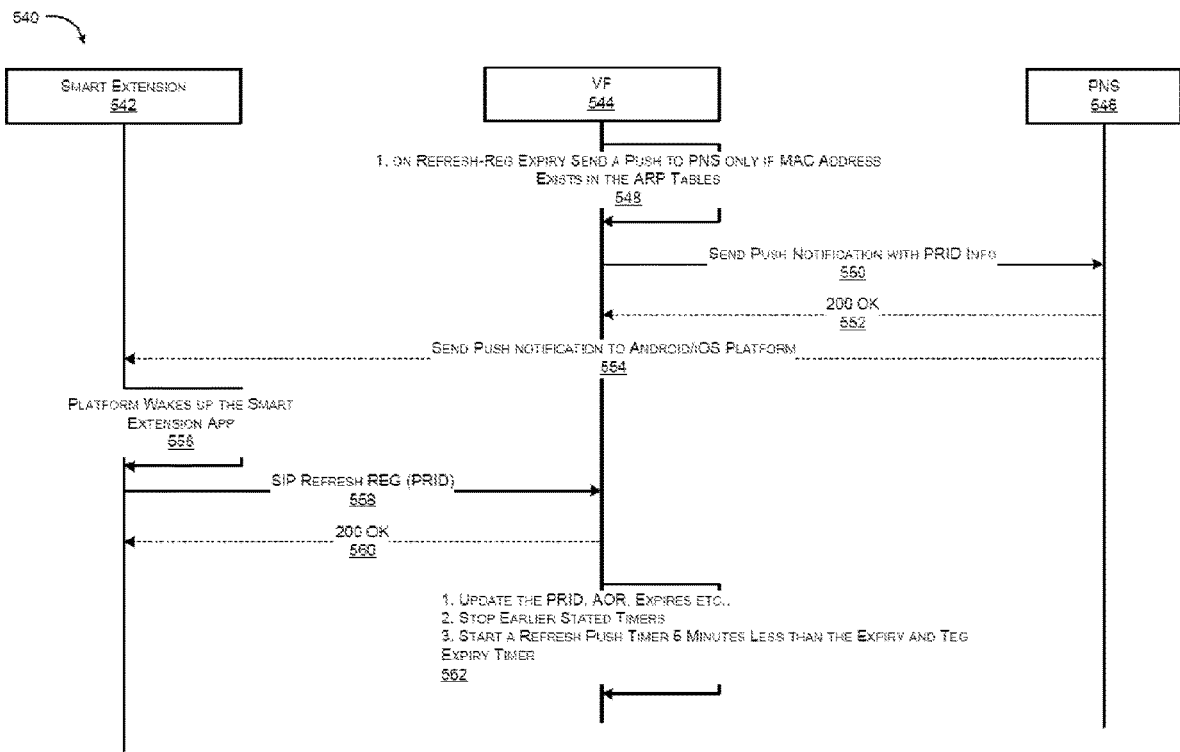 540
SMART EXTENSION
542
VF
544
PNS
546
1. ON REFRESH-REG EXPIRY SEND A PUSH TO PNS ONLY IF MAC ADDRESS
EXISTS IN THE ARP TABLES
548
SEND PUSH NOTIFICATION WITH PRID INFO
550
200 OK
552
SEND PUSH NOTIFICATION TO ANDROID/IOS PLATFORM
554
PLATFORM WAKES UP THE SMART
EXTENSION APP
556
SIP REFRESH REG (PRID)
558
200 OK
560
1. UPDATE THE PRID, AOR, EXPIRES ETC..
2. STOP EARLIER STATED TIMERS
3. START A REFRESH PUSH TIMER 5 MINUTES LESS THAN THE EXPIRY AND TEG
EXPIRY TIMER
562